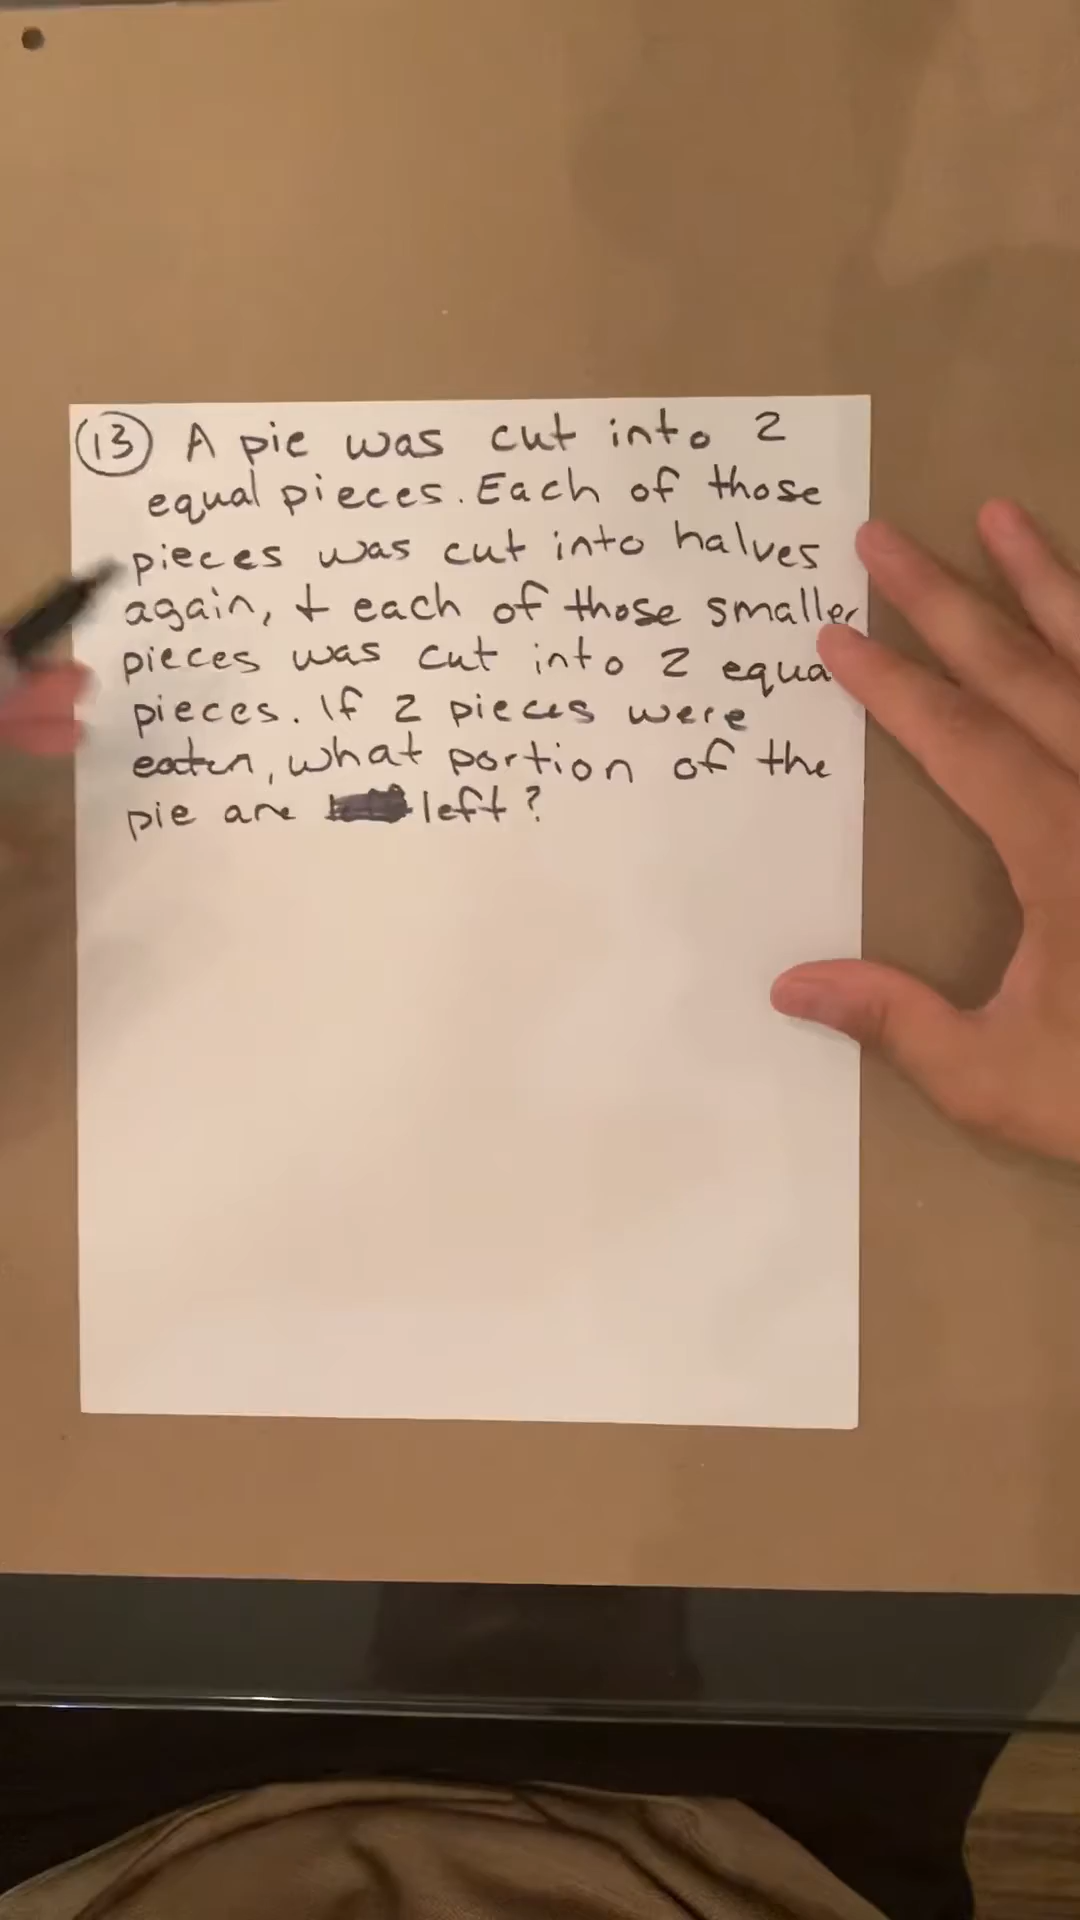 13 A pie was cut into 2
equal pieces. Each of those
pieces was cut into halves
again, + each of those smaller
pieces was cut into 2 equa
pieces. If 2 pieces were
eaten, what portion of the
pie are left?